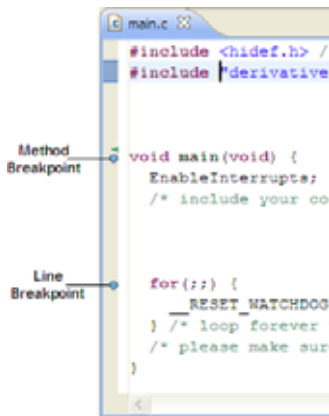 main.c
#include <hidef.h> /
#include "derivative
Method
Breakpoint
void main(void) {
EnableInterrupts;
/* include your co
Line
Breakpoint
for(;;) {
__RESET_WATCHDOG
} /* loop forever
/* please make sur
}